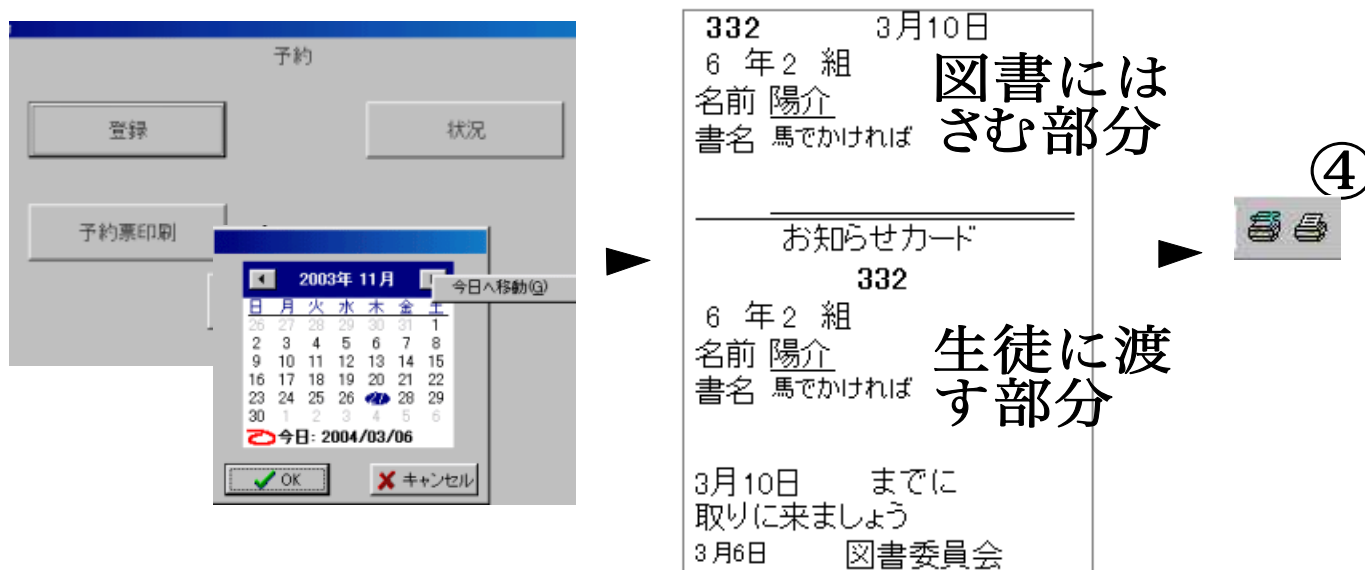 予約
登録
状況
予約票印刷
2003年 11月
今日へ移動(G)
日 月 火 水 木 金 土
26 27 28 29 30 31 1
2 3 4 5 6 7 8
9 10 11 12 13 14 15
16 17 18 19 20 21 22
23 24 25 26 27 28 29
30 1 2 3 4 5 6
今日: 2004/03/06
OK
キャンセル
332 3月10日
6 年2 組
名前 陽介
書名 馬でかければ
図書には
さむ部分
お知らせカード
332
6 年2 組
名前 陽介
書名 馬でかければ
生徒に渡
す部分
3月10日 までに
取りに来ましょう
3月6日 図書委員会
④